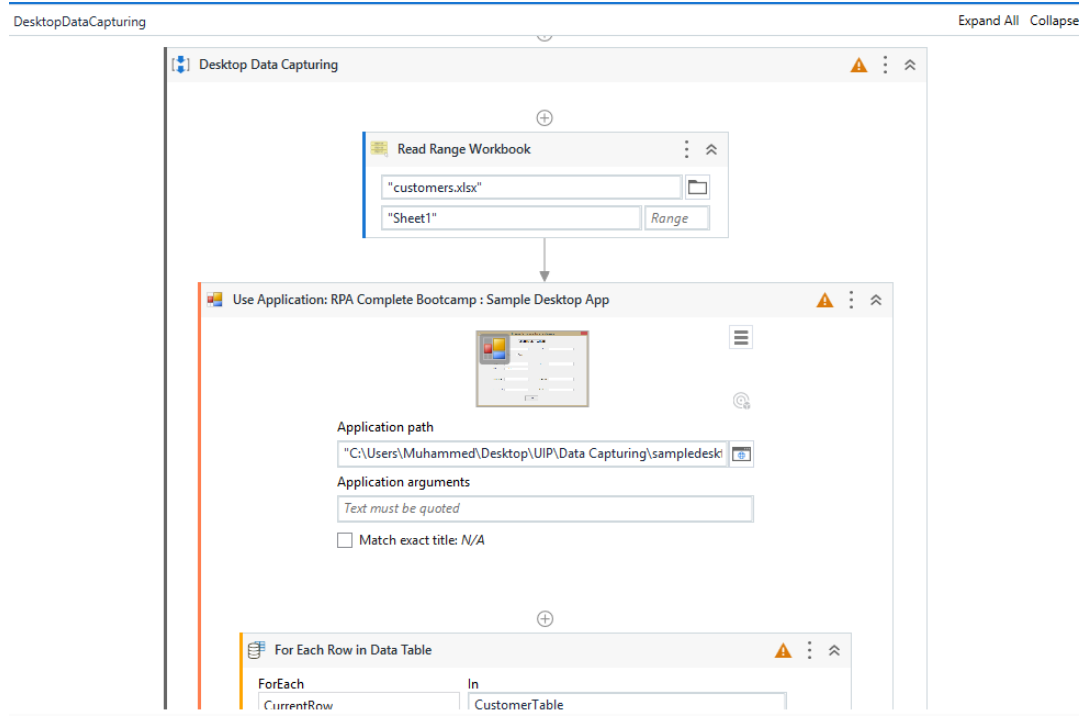 DesktopDataCapturing
Expand All Collapse
Desktop Data Capturing
Read Range Workbook
"customers.xlsx"
"Sheet1" Range
Use Application: RPA Complete Bootcamp : Sample Desktop App
Application path
"C:\Users\Muhammed\Desktop\UIP\Data Capturing\sampledeskt
Application arguments
Text must be quoted
Match exact title: N/A
For Each Row in Data Table
ForEach In
CurrentRow CustomerTable